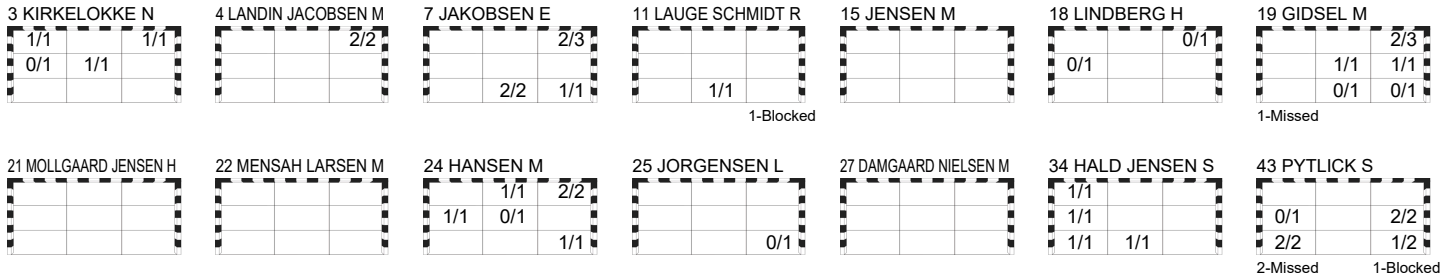 3 KIRKELOKKE N 4 LANDIN JACOBSEN M 7 JAKOBSEN E 11 LAUGE SCHMIDT R 15 JENSEN M 18 LINDBERG H 19 GIDSEL M
1/1 1/1 2/2 2/3 0/1 2/3
0/1 1/1 0/1 1/1 1/1
2/2 1/1 1/1 0/1 0/1
1-Blocked 1-Missed
21 MOLLGAARD JENSEN H 22 MENSAH LARSEN M 24 HANSEN M 25 JORGENSEN L 27 DAMGAARD NIELSEN M 34 HALD JENSEN S 43 PYTLICK S
1/1 2/2 1/1
1/1 0/1 1/1 0/1 2/2
1/1 0/1 1/1 1/1 2/2 1/2
2-Missed 1-Blocked